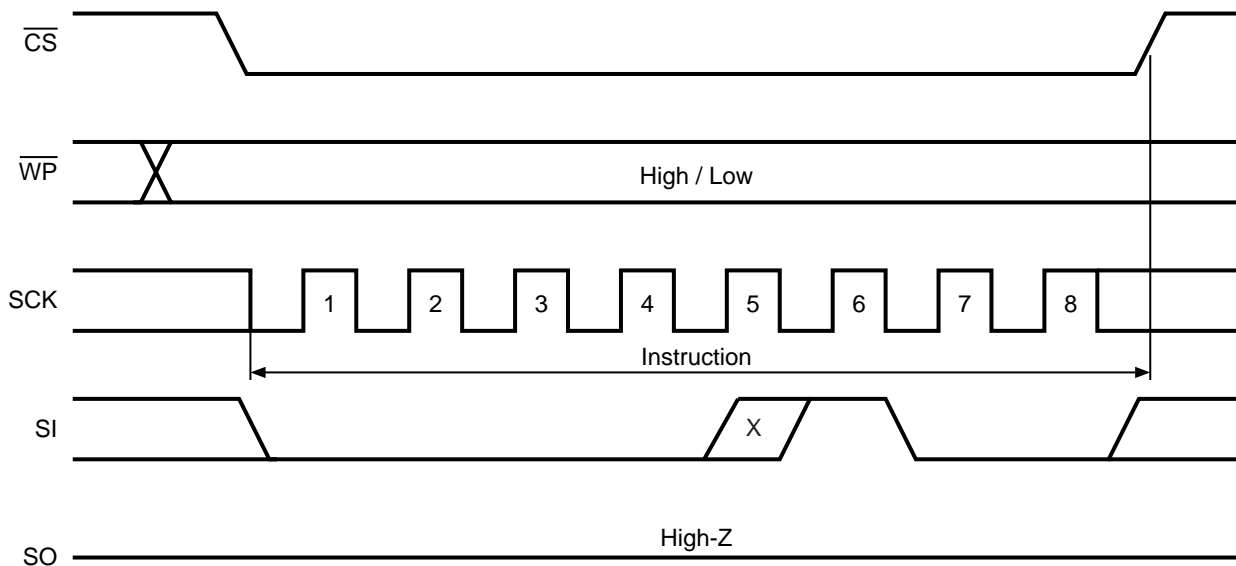 CS
WP
High / Low
SCK
1 2 3 4 5 6 7 8
Instruction
SI
X
High-Z
SO